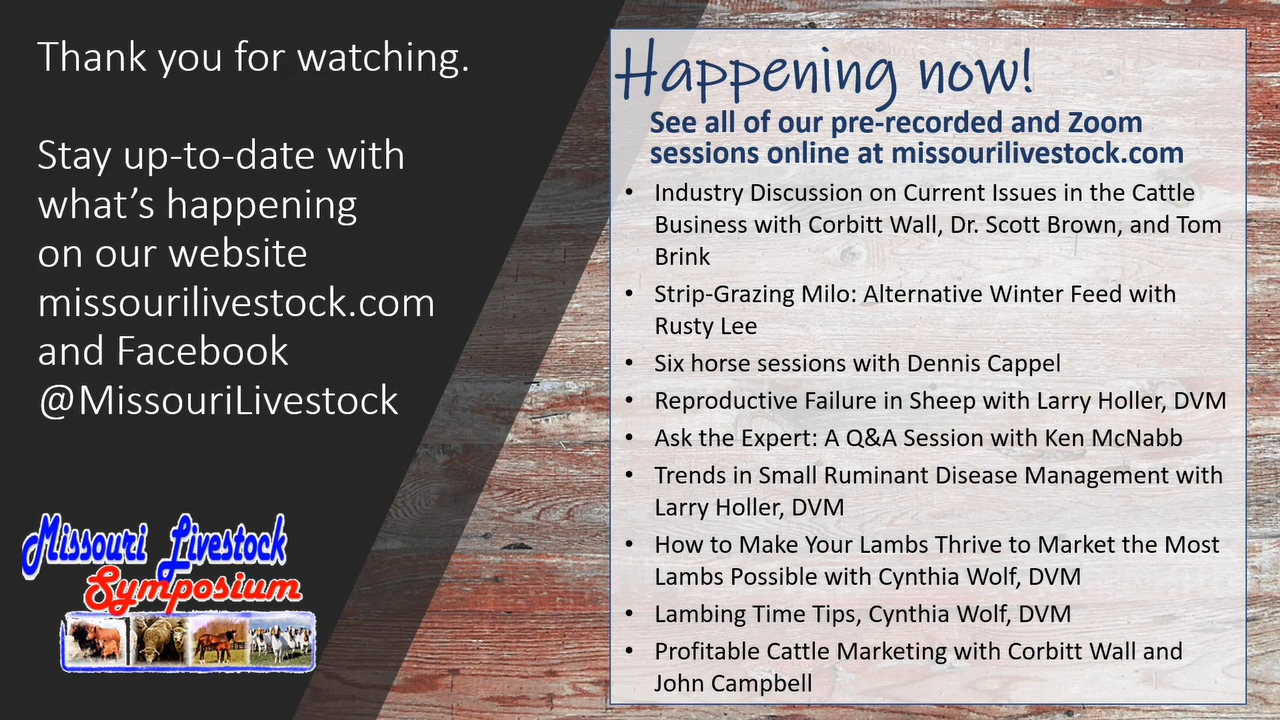 Thank you for watching.
Stay up-to-date with
what's happening
on our website
missourilivestock.com
and Facebook
@MissouriLivestock
Missouri Livestock
Symposium
Happening now!
See all of our pre-recorded and Zoom
sessions online at missourilivestock.com
• Industry Discussion on Current Issues in the Cattle
Business with Corbitt Wall, Dr. Scott Brown, and Tom
Brink
• Strip-Grazing Milo: Alternative Winter Feed with
Rusty Lee
• Six horse sessions with Dennis Cappel
• Reproductive Failure in Sheep with Larry Holler, DVM
• Ask the Expert: A Q&A Session with Ken McNabb
• Trends in Small Ruminant Disease Management with
Larry Holler, DVM
• How to Make Your Lambs Thrive to Market the Most
Lambs Possible with Cynthia Wolf, DVM
• Lambing Time Tips, Cynthia Wolf, DVM
• Profitable Cattle Marketing with Corbitt Wall and
John Campbell